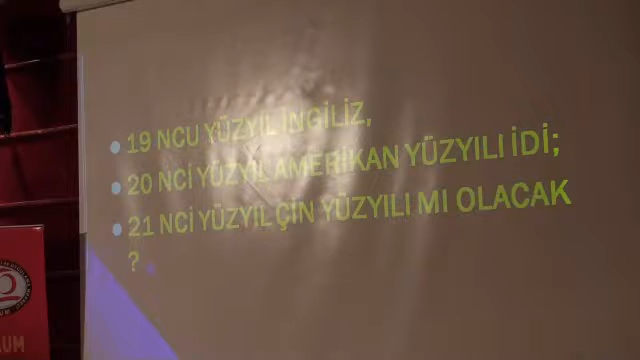 19 NCU YÜZYIL İNGİLİZ,
20 NCİ YÜZYIL AMERİKAN YÜZYILI İDİ;
21 NCİ YÜZYIL ÇİN YÜZYILI MI OLACAK
?